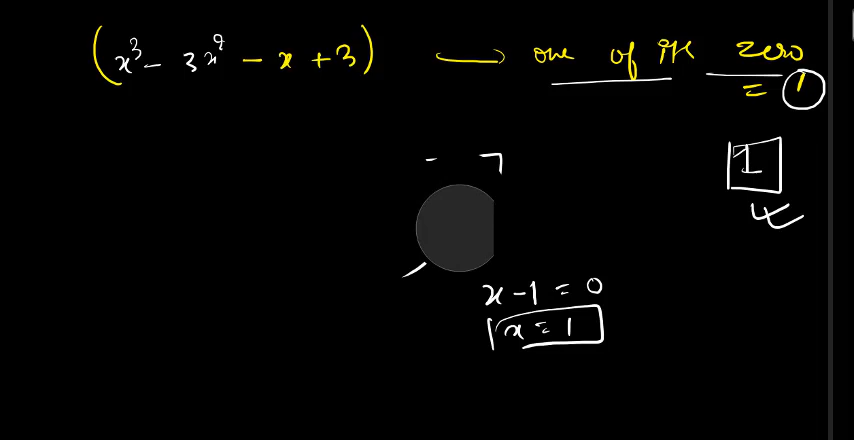 (x³ - 3x² - x + 3) → one of its zero
= 1
1
x - 1 = 0
x = 1